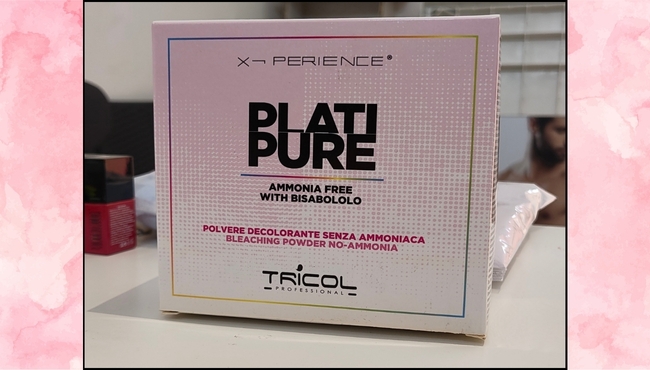 X¬ PERIENCE®
PLATI
PURE
AMMONIA FREE
WITH BISABOLOLO
POLVERE DECOLORANTE SENZA AMMONIACA
BLEACHING POWDER NO-AMMONIA
TRICOL
PROFESSIONAL